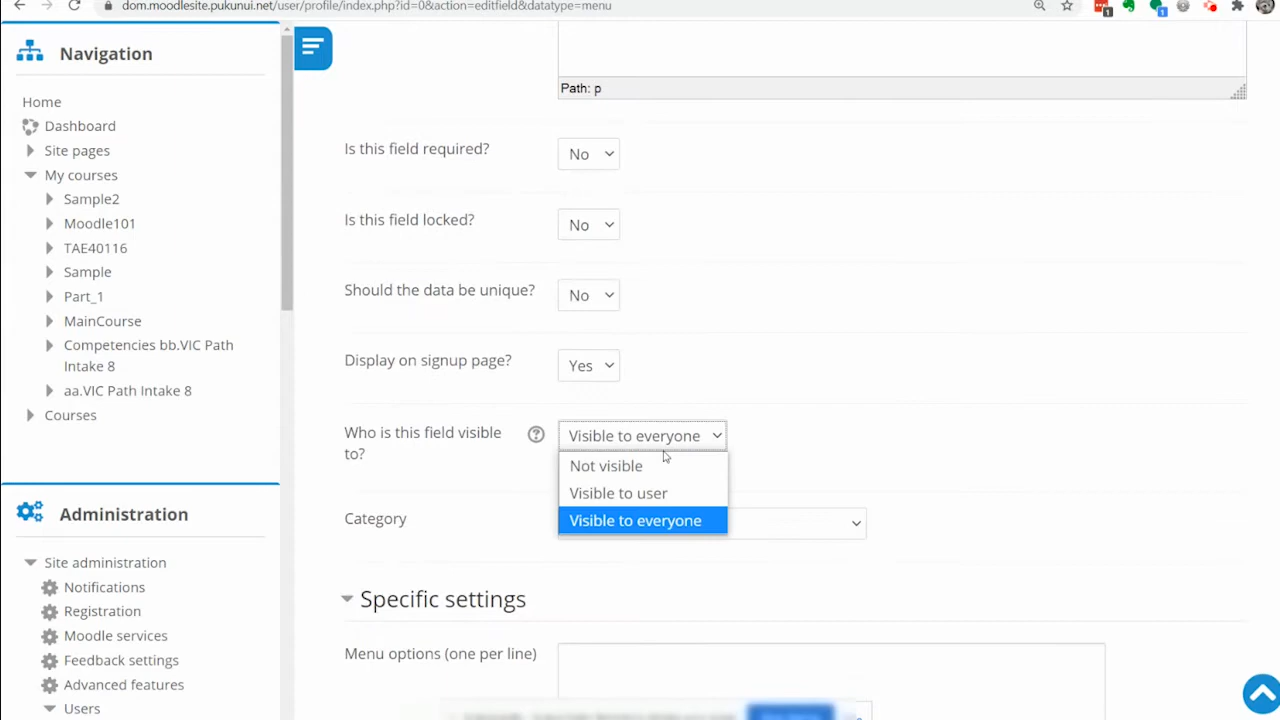 dom.moodlesite.pukunui.net/user/profile/index.php?id=0&action=editfield&datatype=menu
1
1
Navigation
Home
Dashboard
Site pages
My courses
Sample2
Moodle101
TAE40116
Sample
Part_1
MainCourse
Competencies bb.VIC Path
Intake 8
aa.VIC Path Intake 8
Courses
Administration
Site administration
Notifications
Registration
Moodle services
Feedback settings
Advanced features
Users
Path: p
Is this field required?
No
Is this field locked?
No
Should the data be unique?
No
Display on signup page?
Yes
Who is this field visible
to?
Visible to everyone
Not visible
Visible to user
Visible to everyone
Category
Specific settings
Menu options (one per line)